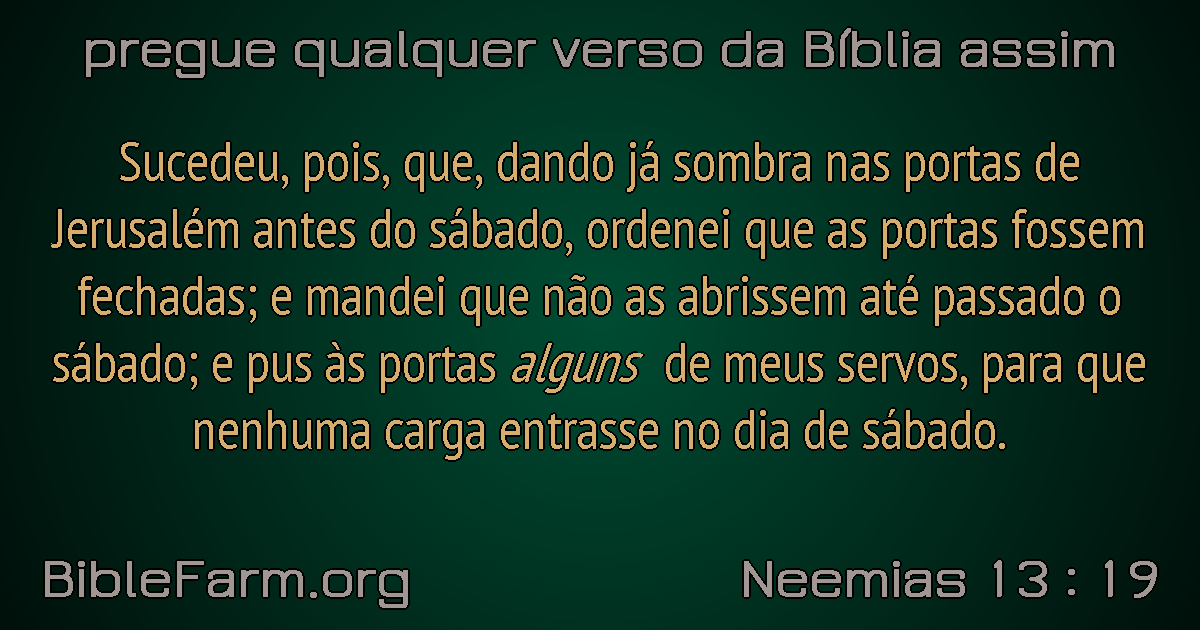 pregue qualquer verso da Bíblia assim
Sucedeu, pois, que, dando já sombra nas portas de
Jerusalém antes do sábado, ordenei que as portas fossem
fechadas; e mandei que não as abrissem até passado o
sábado; e pus às portas alguns de meus servos, para que
nenhuma carga entrasse no dia de sábado.
BibleFarm.org
Neemias 13 : 19